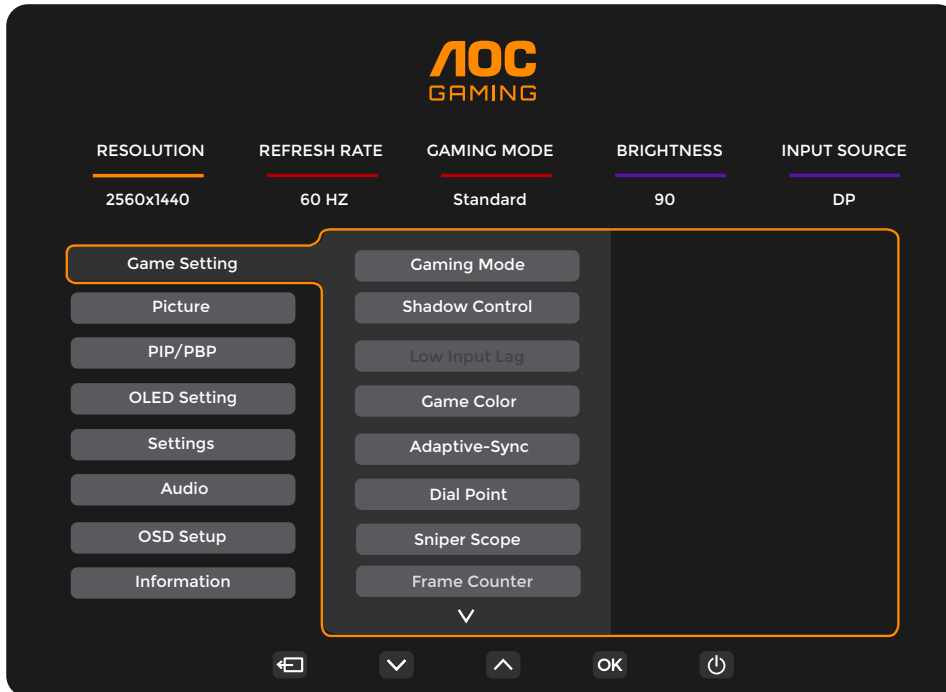 AOC
GAMING
RESOLUTION REFRESH RATE GAMING MODE BRIGHTNESS INPUT SOURCE
2560x1440 60 HZ Standard 90 DP
Game Setting
Picture
PIP/PBP
OLED Setting
Settings
Audio
OSD Setup
Information
Gaming Mode
Shadow Control
Low Input Lag
Game Color
Adaptive-Sync
Dial Point
Sniper Scope
Frame Counter
OK